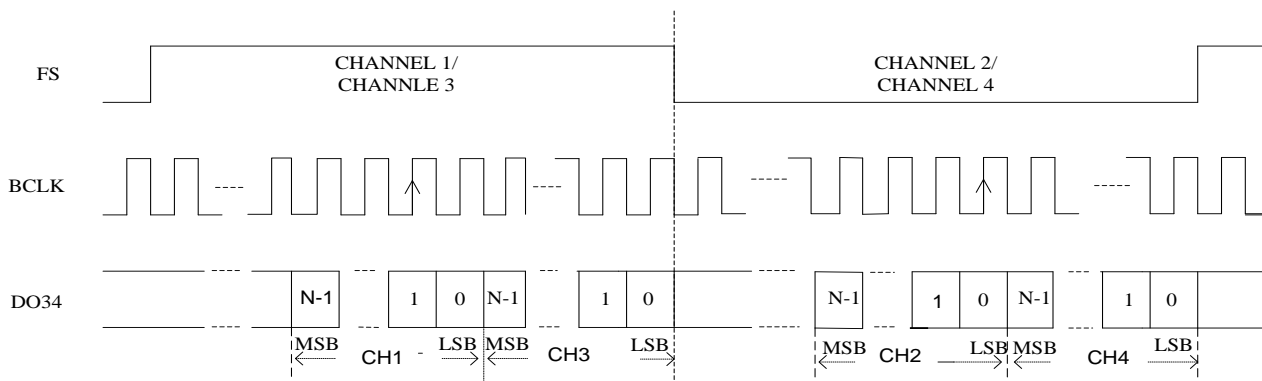 FS
CHANNEL 1/
CHANNLE 3
CHANNEL 2/
CHANNEL 4
BCLK
DO34
N-1 1 0 N-1 1 0 N-1 1 0 N-1 1 0
MSB CH1 - LSB MSB CH3 LSB MSB CH2 LSB MSB CH4 LSB